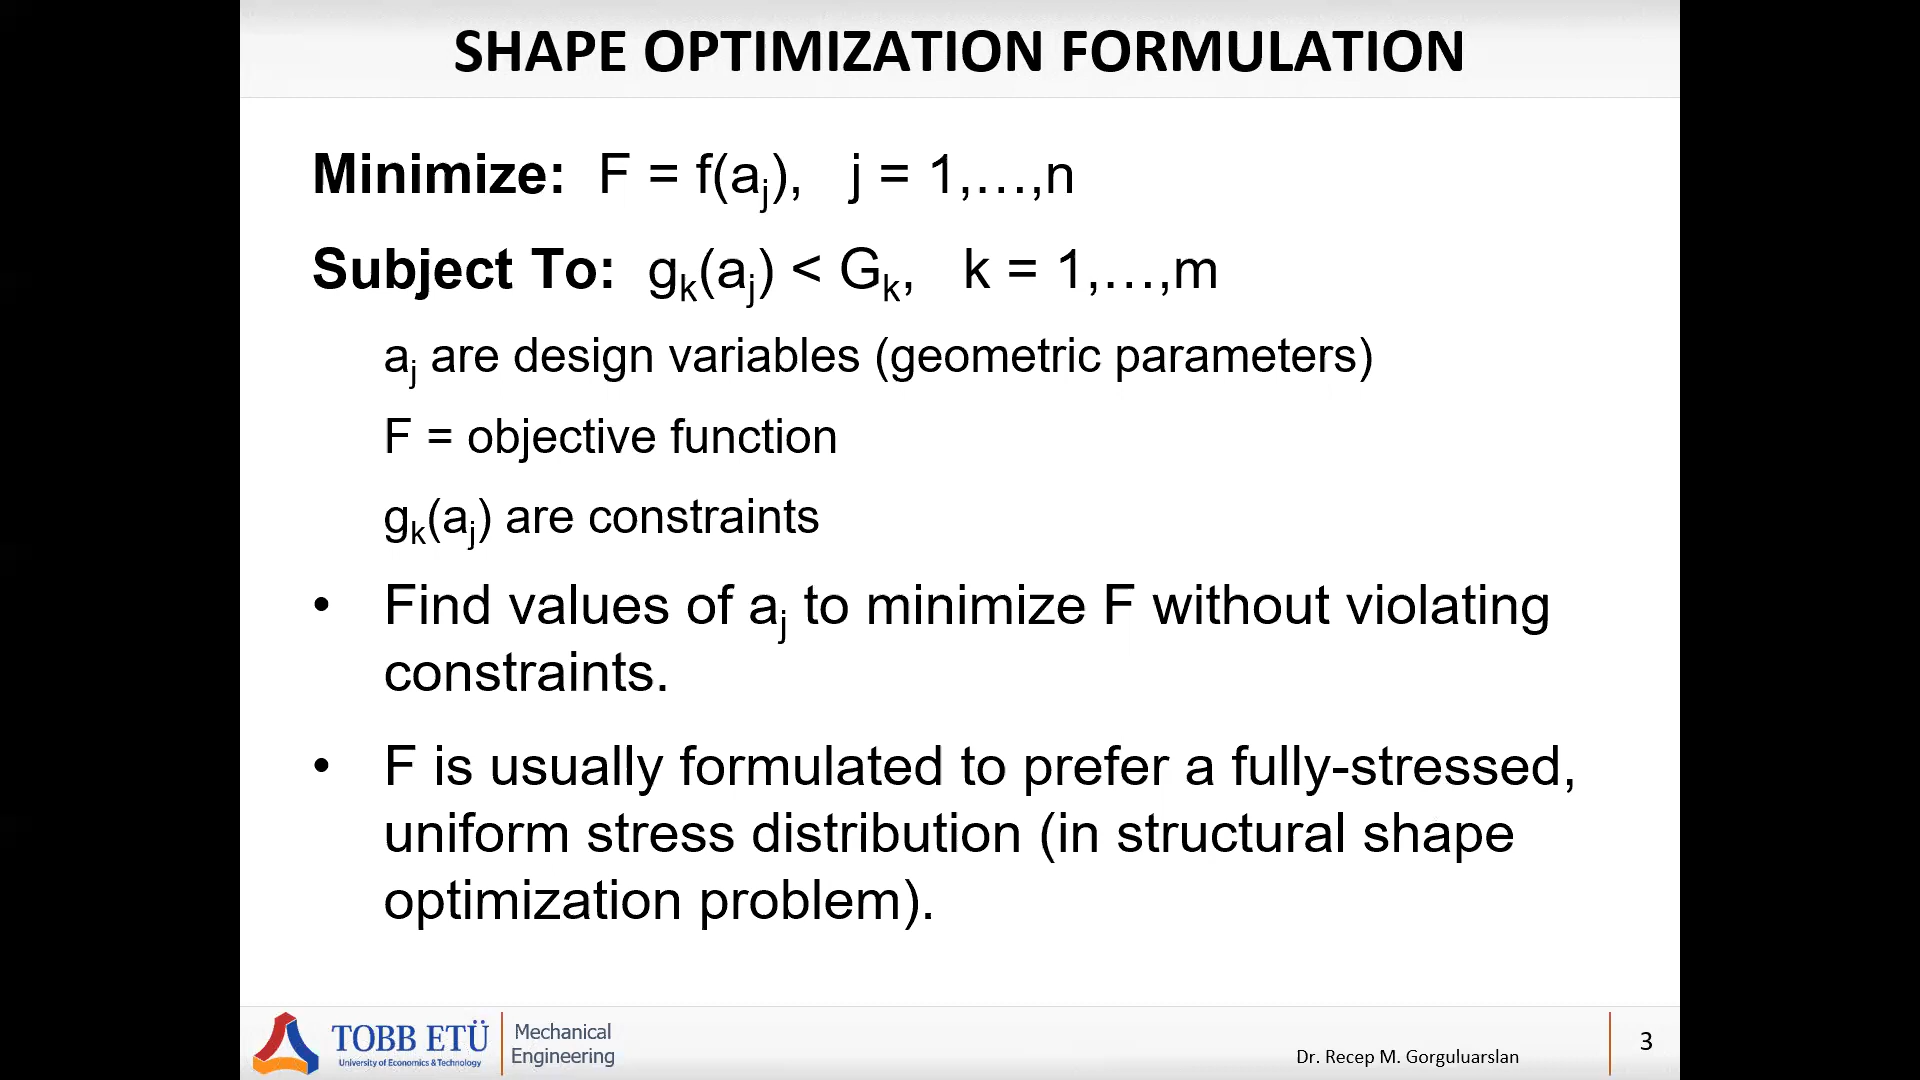 SHAPE OPTIMIZATION FORMULATION
Minimize: F = f(aj), j = 1,…,n
Subject To: gk(aj) < Gk, k = 1,…,m
aj are design variables (geometric parameters)
F = objective function
gk(aj) are constraints
• Find values of aj to minimize F without violating
constraints.
• F is usually formulated to prefer a fully-stressed,
uniform stress distribution (in structural shape
optimization problem).
TOBB ETÜ
University of Economics & Technology
Mechanical
Engineering
Dr. Recep M. Gorguluarslan
3